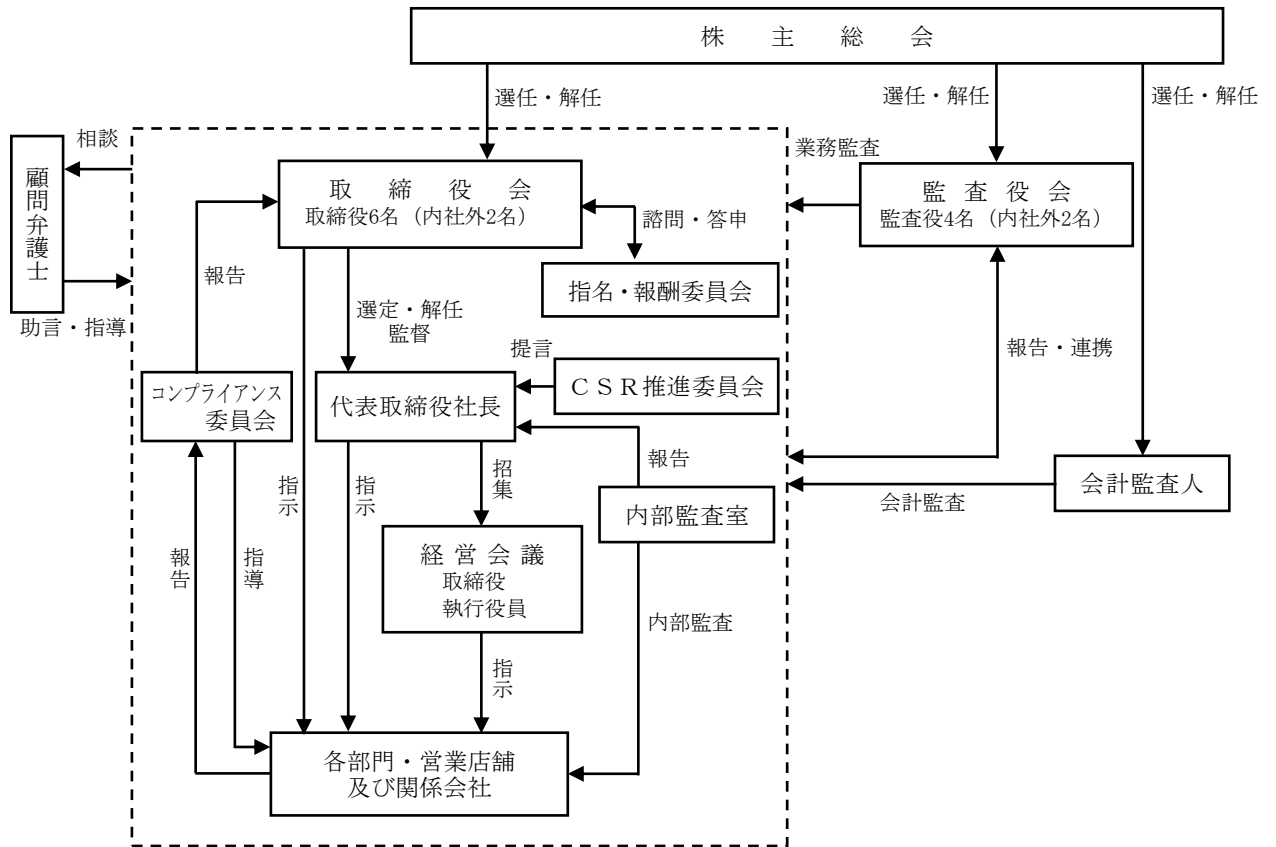 株主総会
選任・解任
選任・解任
選任・解任
相談
顧問弁護士
助言・指導
業務監査
取締役会
取締役6名（内社外2名）
監査役会
監査役4名（内社外2名）
諮問・答申
指名・報酬委員会
報告
選定・解任
監督
提言
報告・連携
コンプライアンス
委員会
代表取締役社長
ＣＳＲ推進委員会
報告
招集
指示
指示
内部監査室
会計監査人
会計監査
経営会議
取締役
執行役員
報告
指導
内部監査
指示
各部門・営業店舗
及び関係会社